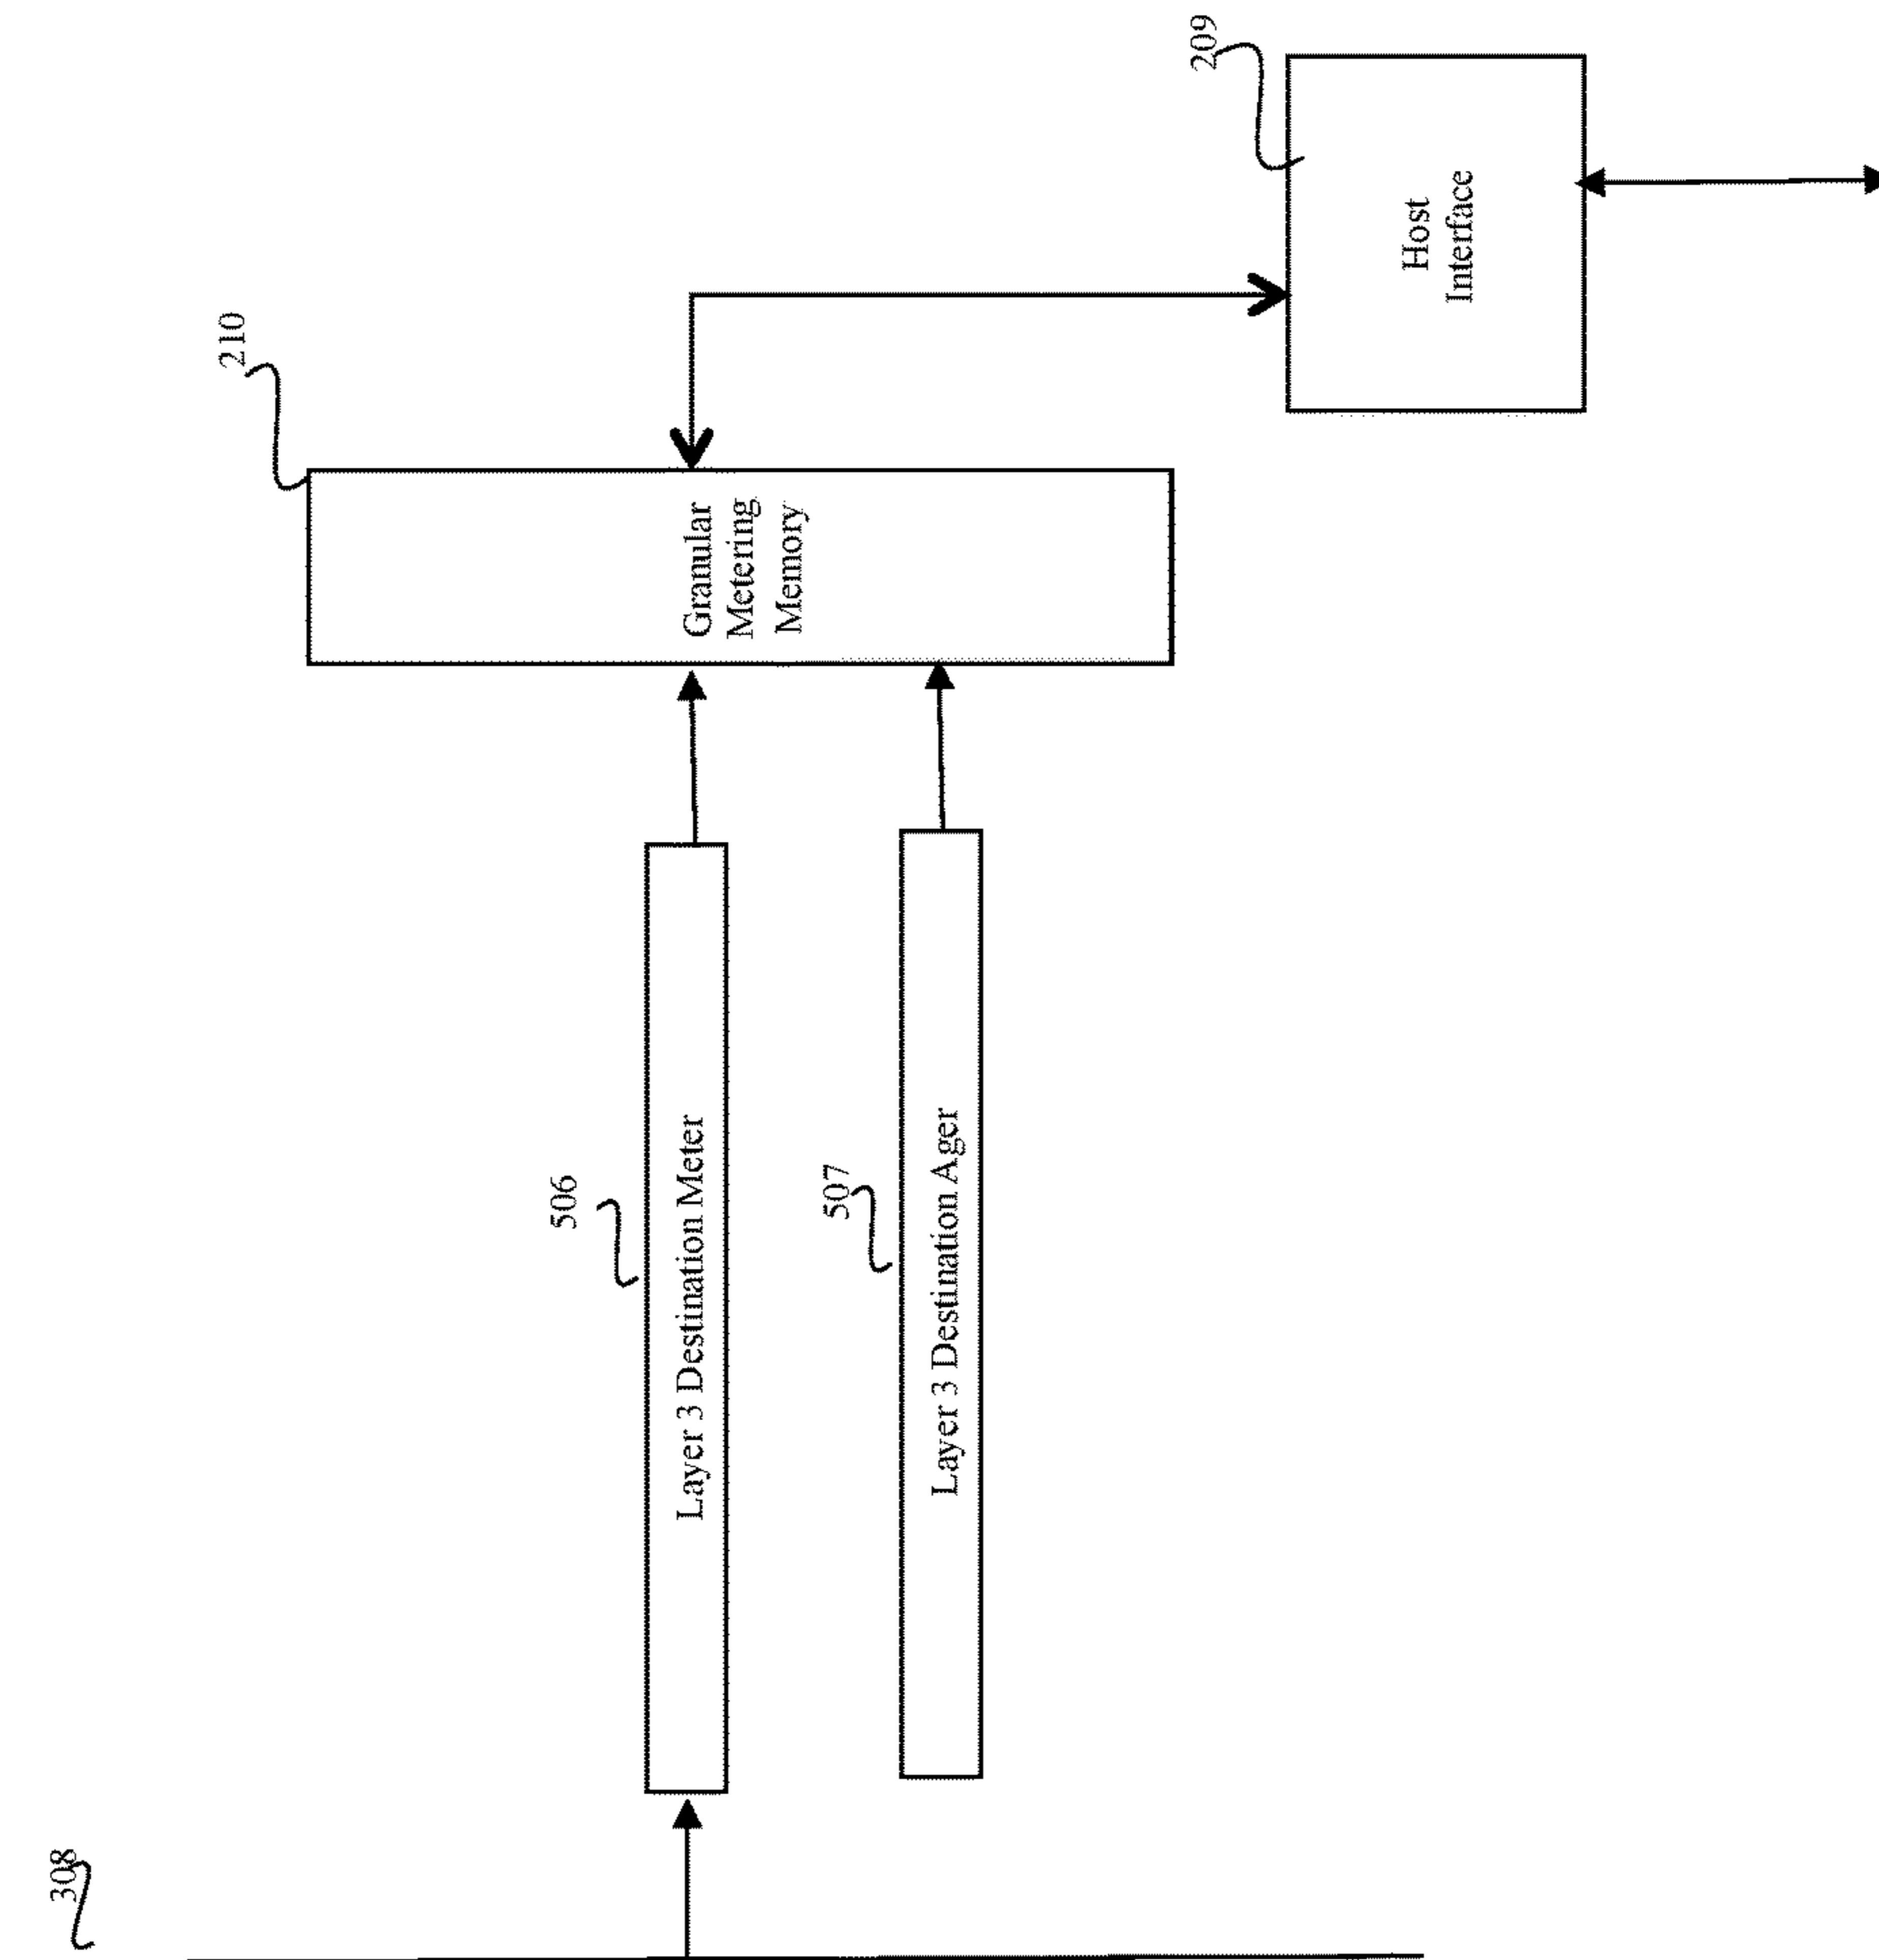 308
506
Layer 3 Destination Meter
507
Layer 3 Destination Ager
210
Granular
Metering
Memory
209
Host
Interface